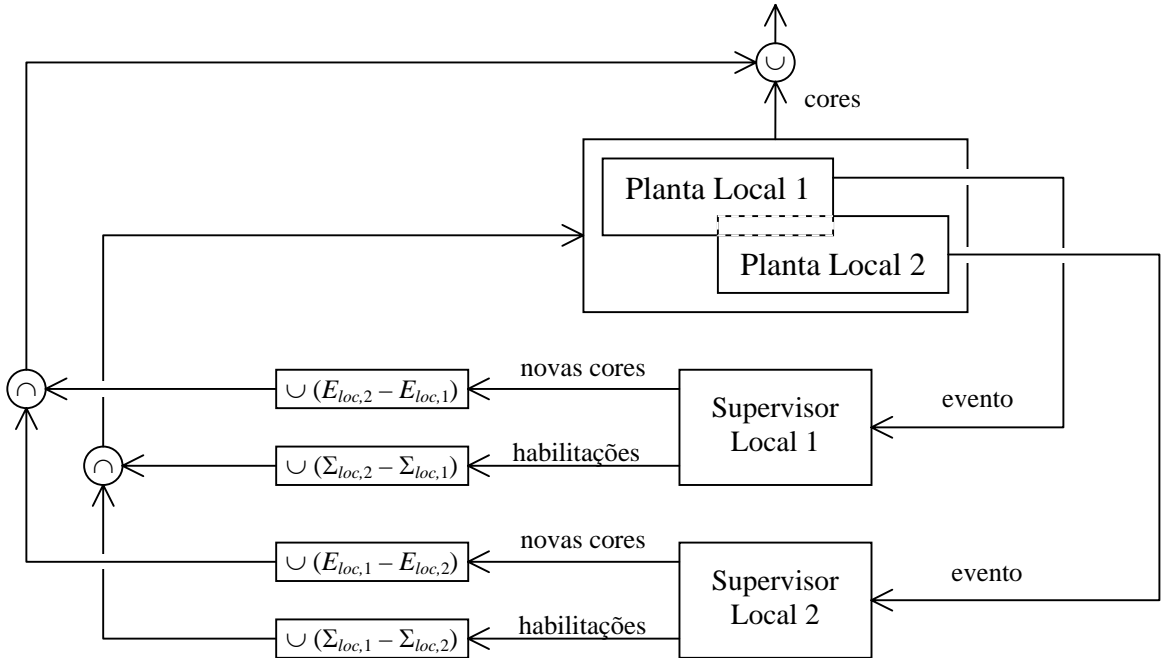 ∪
cores
Planta Local 1
Planta Local 2
∩
novas cores
∪ (E_{loc,2} – E_{loc,1})
Supervisor
Local 1
evento
∩
habilitações
∪ (Σ_{loc,2} – Σ_{loc,1})
novas cores
∪ (E_{loc,1} – E_{loc,2})
Supervisor
Local 2
evento
habilitações
∪ (Σ_{loc,1} – Σ_{loc,2})